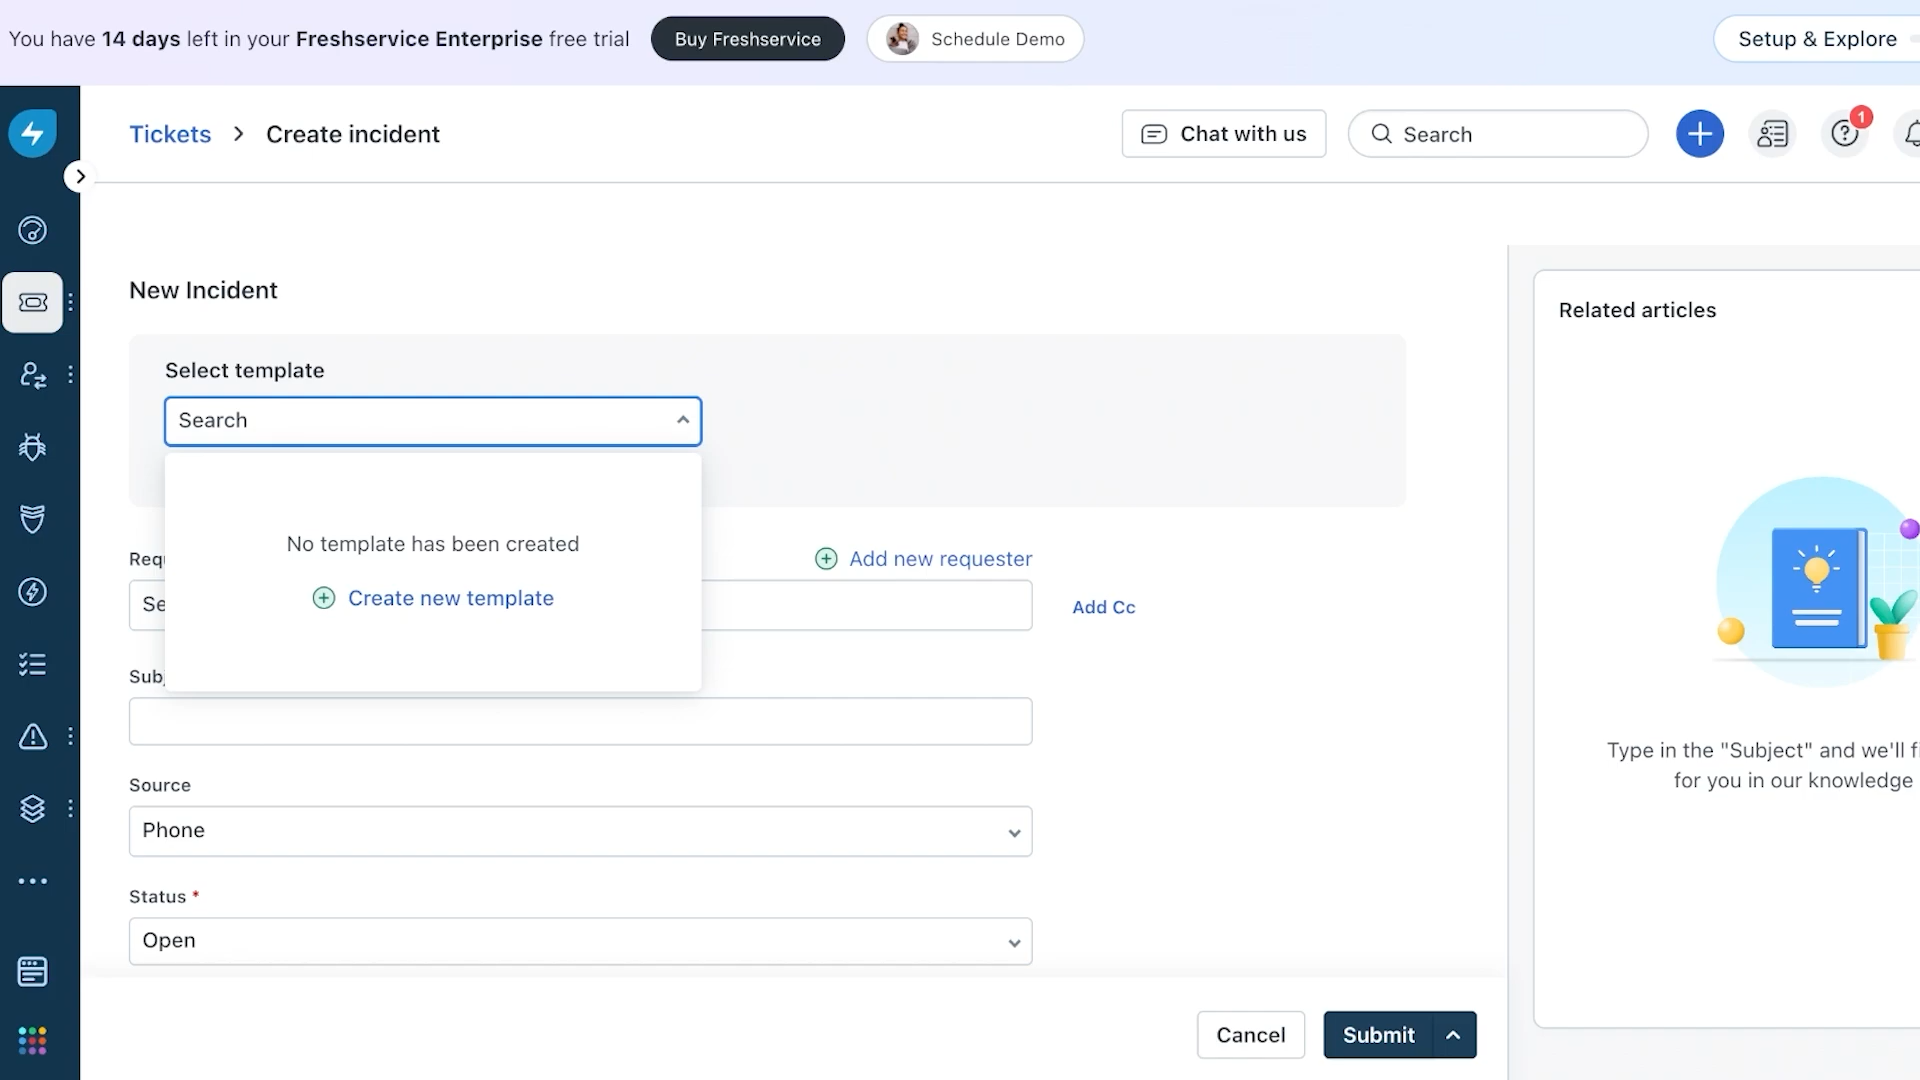 You have 14 days left in your Freshservice Enterprise free trial
Buy Freshservice
Schedule Demo
Setup & Explore
Tickets > Create incident
Chat with us
Search
1
New Incident
Related articles
Select template
Search
No template has been created
Create new template
Add new requester
Add Cc
Source
Phone
Status *
Open
Type in the "Subject" and we'll
for you in our knowledge
Cancel
Submit